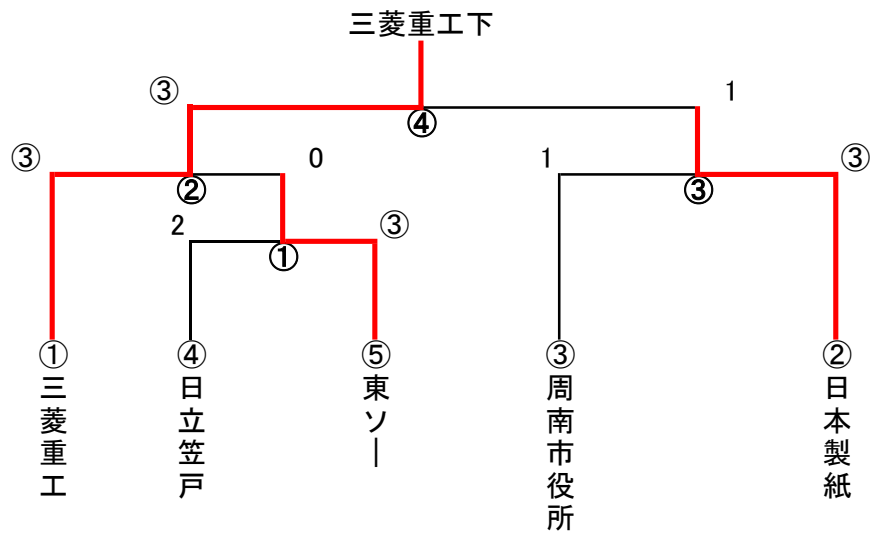 三菱重工下
③ 1
④
③ 0 1 ③
② ③
2 ③
①
① ④ ⑤ ③ ②
三菱重工
日立笠戸
東ソー
周南市役所
日本製紙